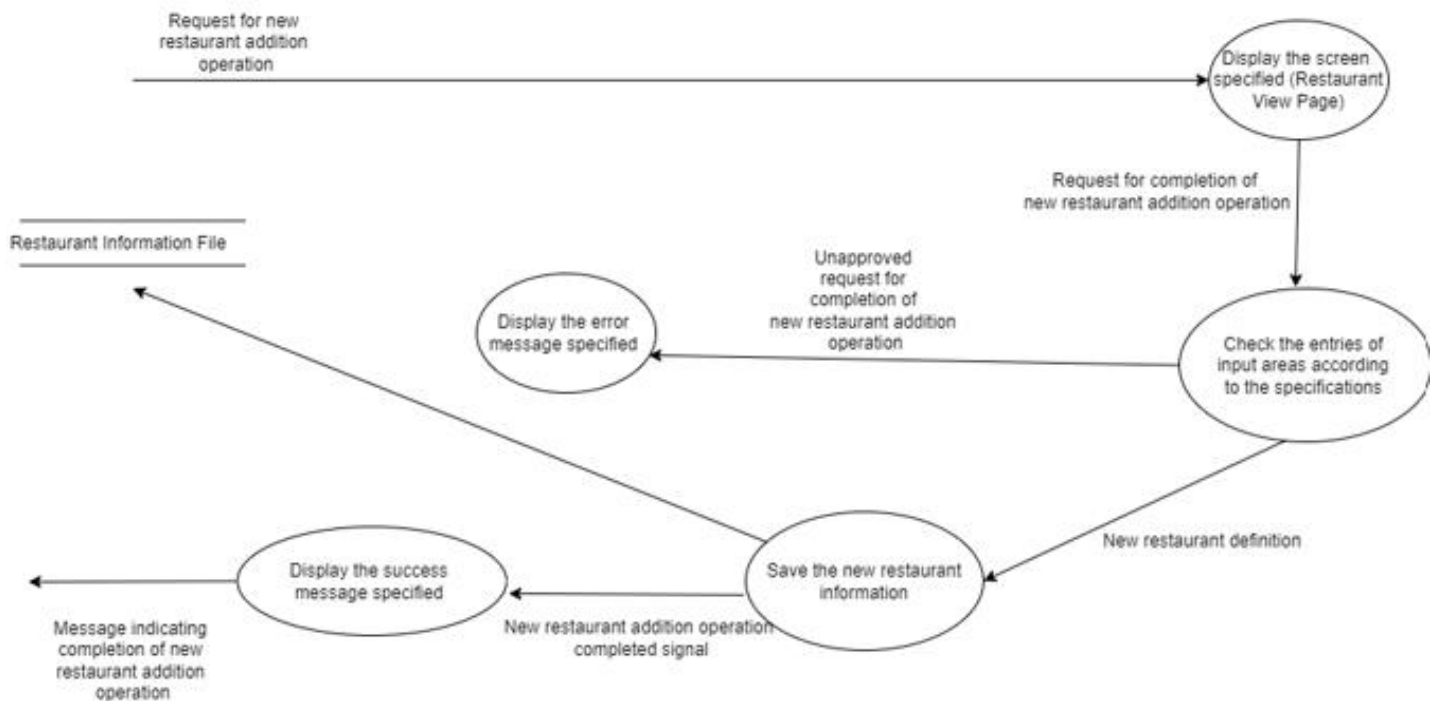 Request for new
restaurant addition
operation
Display the screen
specified (Restaurant
View Page)
Request for completion of
new restaurant addition operation
Restaurant Information File
Unapproved
request for
completion of
new restaurant addition
operation
Display the error
message specified
Check the entries of
input areas according
to the specifications
New restaurant definition
Save the new restaurant
information
Display the success
message specified
New restaurant addition operation
completed signal
Message indicating
completion of new
restaurant addition
operation